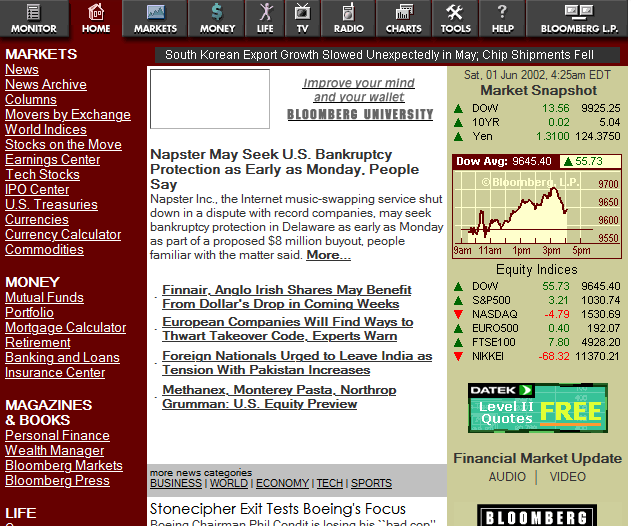 MONITOR HOME MARKETS MONEY LIFE TV RADIO CHARTS TOOLS HELP BLOOMBERG L.P.
South Korean Export Growth Slowed Unexpectedly in May; Chip Shipments Fell
MARKETS
News
News Archive
Columns
Movers by Exchange
World Indices
Stocks on the Move
Earnings Center
Tech Stocks
IPO Center
U.S. Treasuries
Currencies
Currency Calculator
Commodities
MONEY
Mutual Funds
Portfolio
Mortgage Calculator
Retirement
Banking and Loans
Insurance Center
MAGAZINES
& BOOKS
Personal Finance
Wealth Manager
Bloomberg Markets
Bloomberg Press
LIFE
Improve your mind
and your wallet
BLOOMBERG UNIVERSITY
Napster May Seek U.S. Bankruptcy
Protection as Early as Monday, People
Say
Napster Inc., the Internet music-swapping service shut
down in a dispute with record companies, may seek
bankruptcy protection in Delaware as early as Monday
as part of a proposed $8 million buyout, people
familiar with the matter said. More...
Finnair, Anglo Irish Shares May Benefit
From Dollar's Drop in Coming Weeks
European Companies Will Find Ways to
Thwart Takeover Code, Experts Warn
Foreign Nationals Urged to Leave India as
Tension With Pakistan Increases
Methanex, Monterey Pasta, Northrop
Grumman: U.S. Equity Preview
more news categories
BUSINESS | WORLD | ECONOMY | TECH | SPORTS
Stonecipher Exit Tests Boeing's Focus
Boeing Chairman Phil Condit is losing his ``bad cop''
Sat, 01 Jun 2002, 4:25am EDT
Market Snapshot
DOW 13.56 9925.25
10YR 0.02 5.04
Yen 1.3100 124.3750
Dow Avg: 9645.40 55.73
©Bloomberg L.P.
9700
9650
9600
9550
9am 11am 1pm 3pm 5pm
Equity Indices
DOW 55.73 9645.40
S&P500 3.21 1030.74
NASDAQ -4.79 1530.69
EURO500 0.40 192.07
FTSE100 7.80 4928.20
NIKKEI -68.32 11370.21
DATEK
Level II
Quotes FREE
Financial Market Update
AUDIO | VIDEO
BLOOMBERG